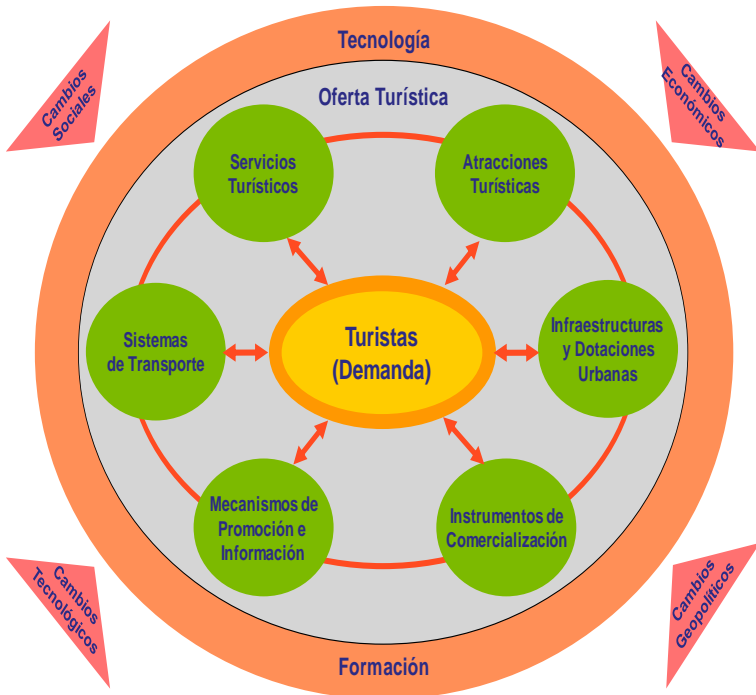 Tecnología
Cambios
Sociales
Cambios
Económicos
Oferta Turística
Servicios
Turísticos
Atracciones
Turísticas
Sistemas
de Transporte
Turistas
(Demanda)
Infraestructuras
y Dotaciones
Urbanas
Mecanismos de
Promoción e
Información
Instrumentos de
Comercialización
Cambios
Tecnológicos
Cambios
Geopolíticos
Formación